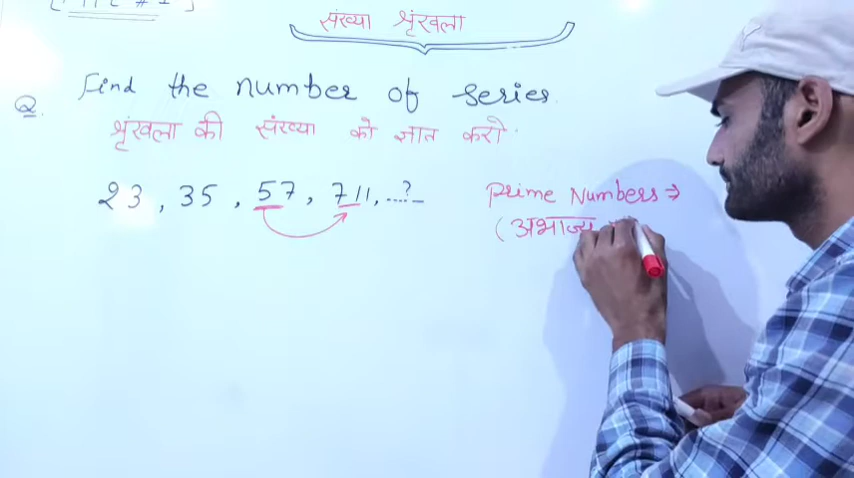 संख्या श्रृंखला
Q. Find the number of series
श्रृंखला की संख्या को ज्ञात करो.
23, 35, 57, 711, ....?_
Prime Numbers →
(अभाज्य